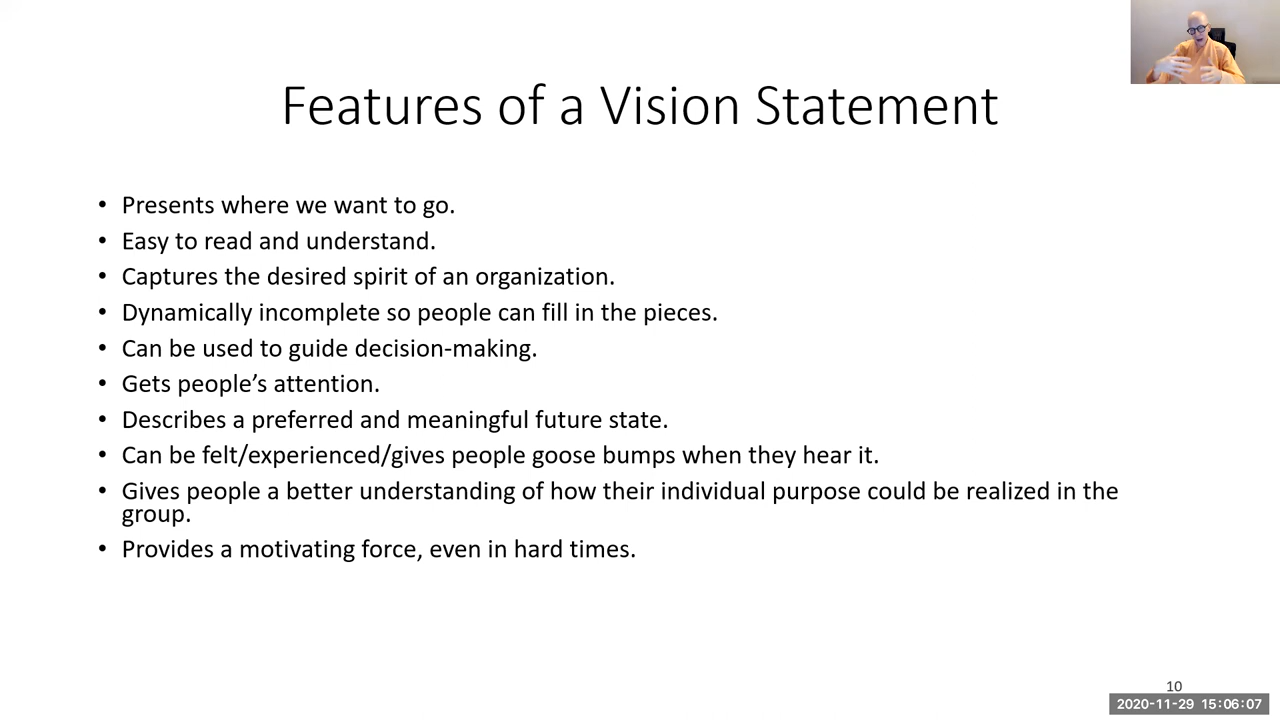 Features of a Vision Statement
• Presents where we want to go.
• Easy to read and understand.
• Captures the desired spirit of an organization.
• Dynamically incomplete so people can fill in the pieces.
• Can be used to guide decision-making.
• Gets people’s attention.
• Describes a preferred and meaningful future state.
• Can be felt/experienced/gives people goose bumps when they hear it.
• Gives people a better understanding of how their individual purpose could be realized in the
group.
• Provides a motivating force, even in hard times.
10
2020-11-29 15:06:07